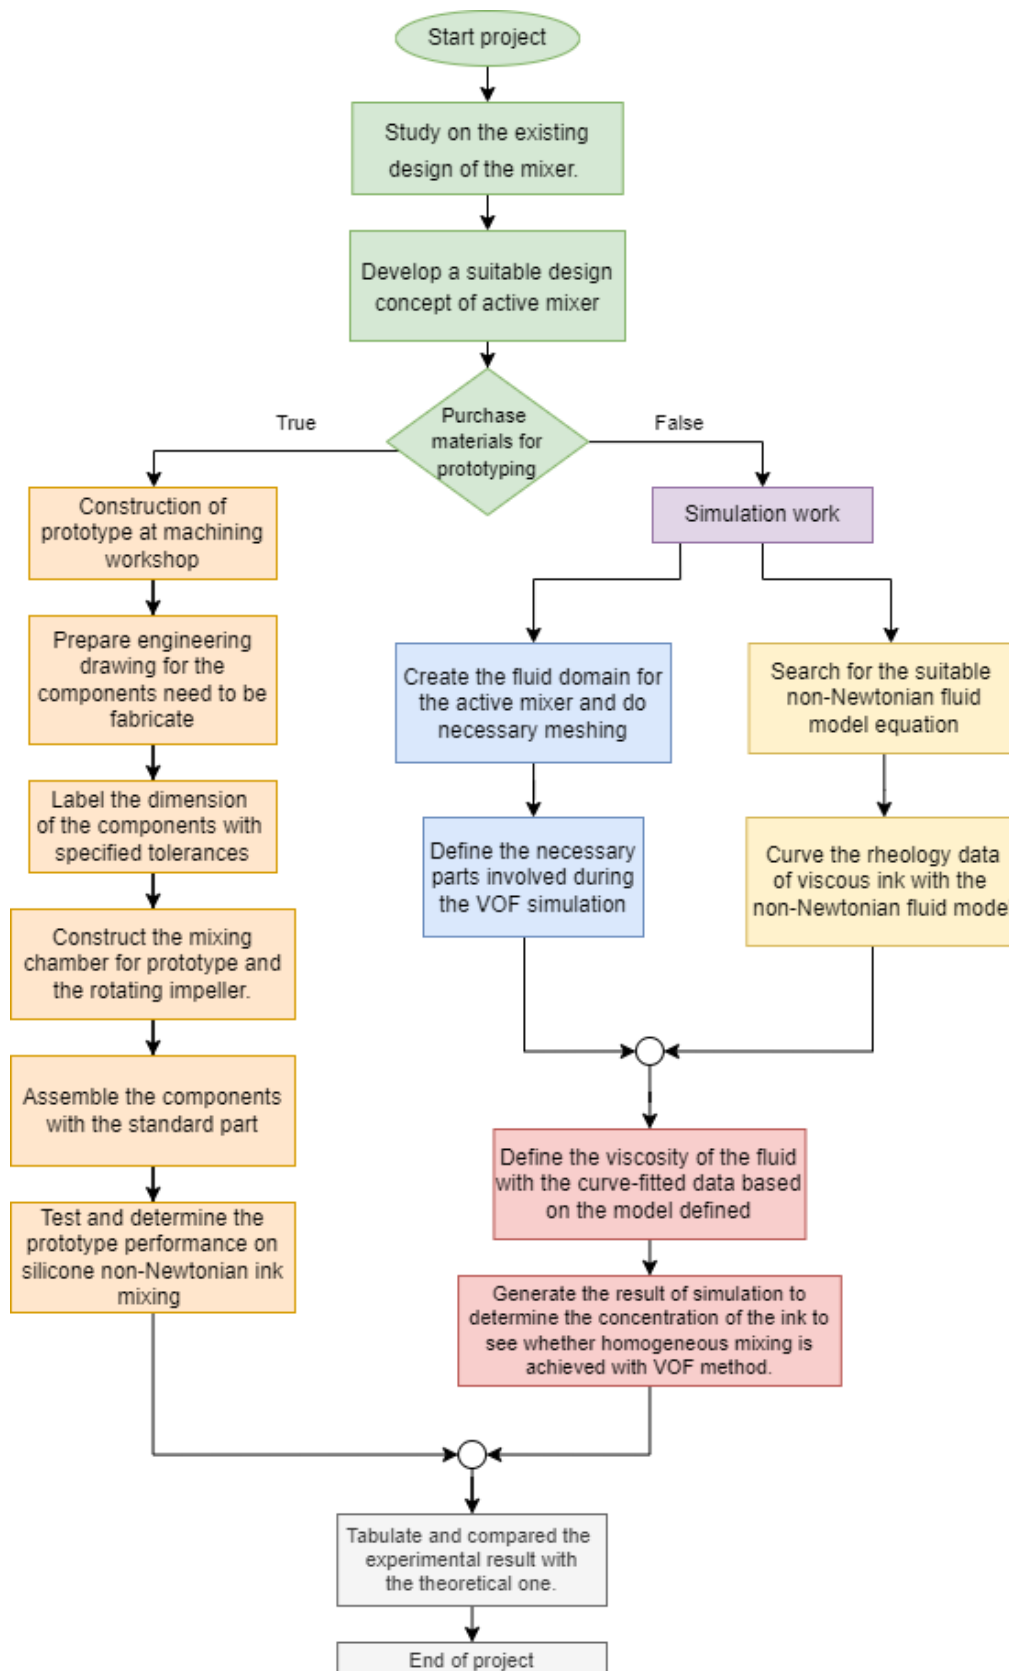 Start project
Study on the existing
design of the mixer.
Develop a suitable design
concept of active mixer
Purchase
materials for
prototyping
True
False
Construction of
prototype at machining
workshop
Prepare engineering
drawing for the
components need to be
fabricate
Label the dimension
of the components with
specified tolerances
Construct the mixing
chamber for prototype and
the rotating impeller.
Assemble the components
with the standard part
Test and determine the
prototype performance on
silicone non-Newtonian ink
mixing
Simulation work
Create the fluid domain for
the active mixer and do
necessary meshing
Define the necessary
parts involved during
the VOF simulation
Search for the suitable
non-Newtonian fluid
model equation
Curve the rheology data
of viscous ink with the
non-Newtonian fluid model
Define the viscosity of the fluid
with the curve-fitted data based
on the model defined
Generate the result of simulation to
determine the concentration of the ink to
see whether homogeneous mixing is
achieved with VOF method.
Tabulate and compared the
experimental result with
the theoretical one.
End of project